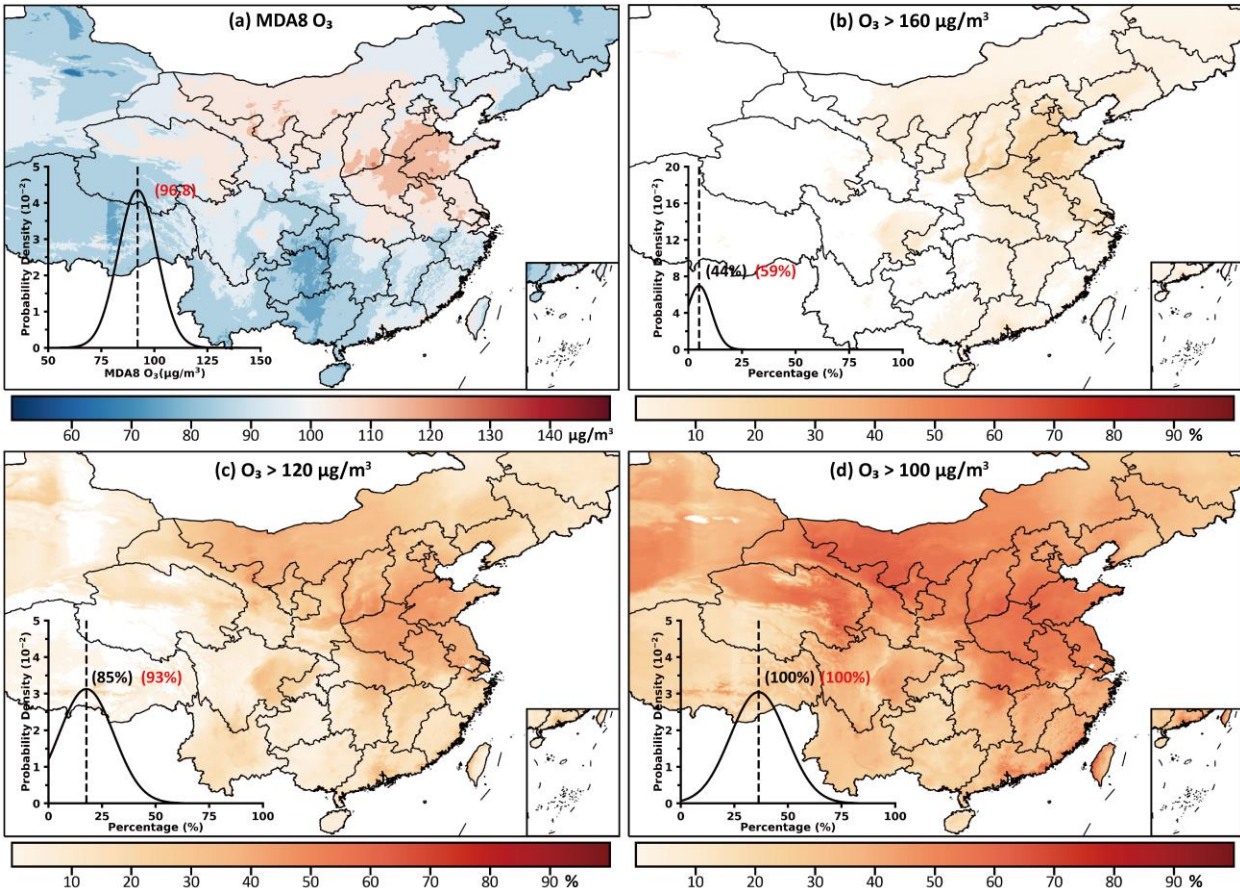 (a) MDA8 O₃
5
4
3
2
1
0
Probability Density (10⁻²)
(96.8)
50 75 100 125 150
MDA8 O₃(μg/m³)
60 70 80 90 100 110 120 130 140 μg/m³
(b) O₃ > 160 μg/m³
20
16
12
8
4
0
Probability Density (10⁻²)
(44%) (59%)
0 25 50 75 100
Percentage (%)
10 20 30 40 50 60 70 80 90 %
(c) O₃ > 120 μg/m³
5
4
3
2
1
0
Probability Density (10⁻²)
(85%) (93%)
0 25 50 75 100
Percentage (%)
10 20 30 40 50 60 70 80 90 %
(d) O₃ > 100 μg/m³
5
4
3
2
1
0
Probability Density (10⁻²)
(100%) (100%)
0 25 50 75 100
Percentage (%)
10 20 30 40 50 60 70 80 90 %